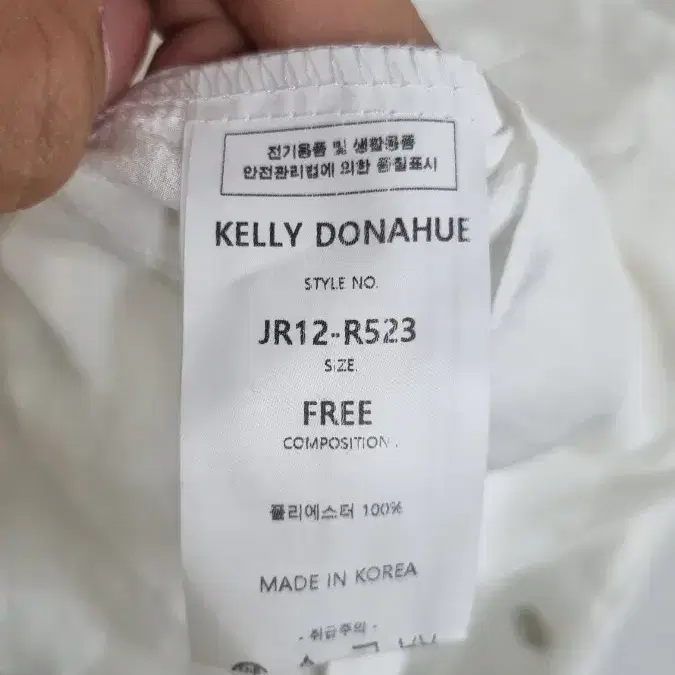 전기용품 및 생활용품
안전관리법에 의한 품질표시
KELLY DONAHUE
STYLE NO.
JR12-R523
SIZE.
FREE
COMPOSITION.
폴리에스터 100%
MADE IN KOREA
- 취급주의 -